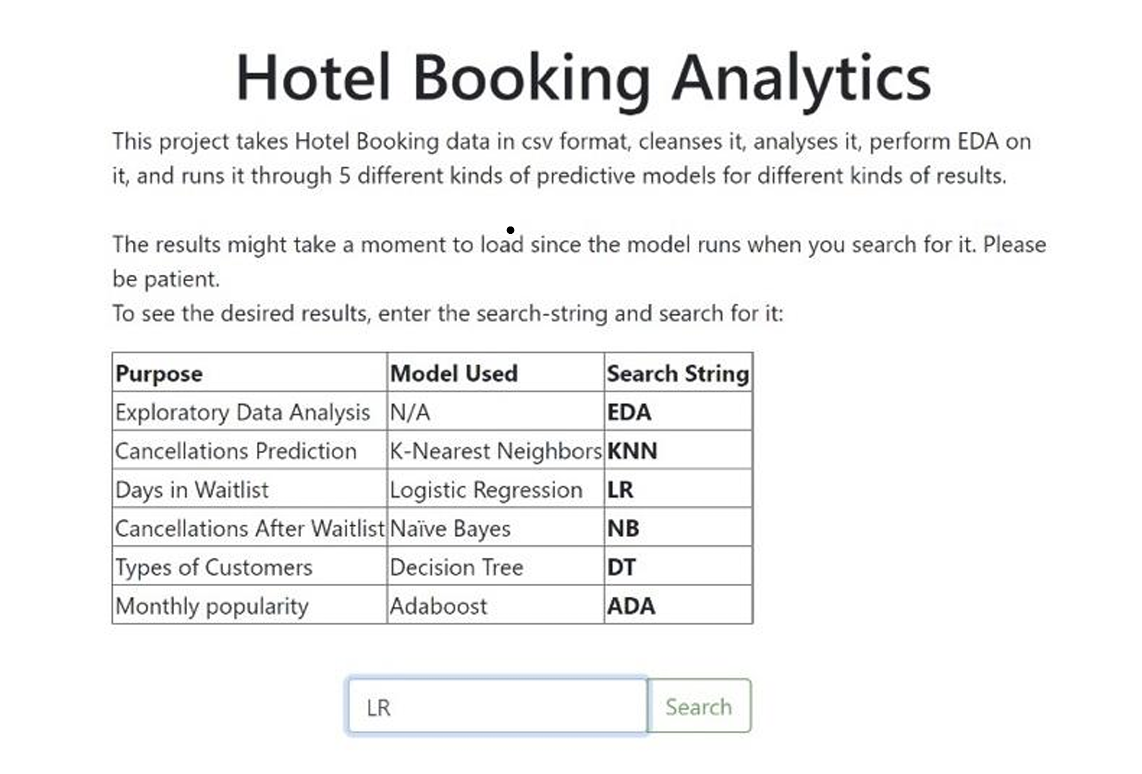 Hotel Booking Analytics
This project takes Hotel Booking data in csv format, cleanses it, analyses it, perform EDA on
it, and runs it through 5 different kinds of predictive models for different kinds of results.
The results might take a moment to load since the model runs when you search for it. Please
be patient.
To see the desired results, enter the search-string and search for it:
Purpose Model Used Search String
Exploratory Data Analysis N/A EDA
Cancellations Prediction K-Nearest Neighbors KNN
Days in Waitlist Logistic Regression LR
Cancellations After Waitlist Naïve Bayes NB
Types of Customers Decision Tree DT
Monthly popularity Adaboost ADA
LR Search